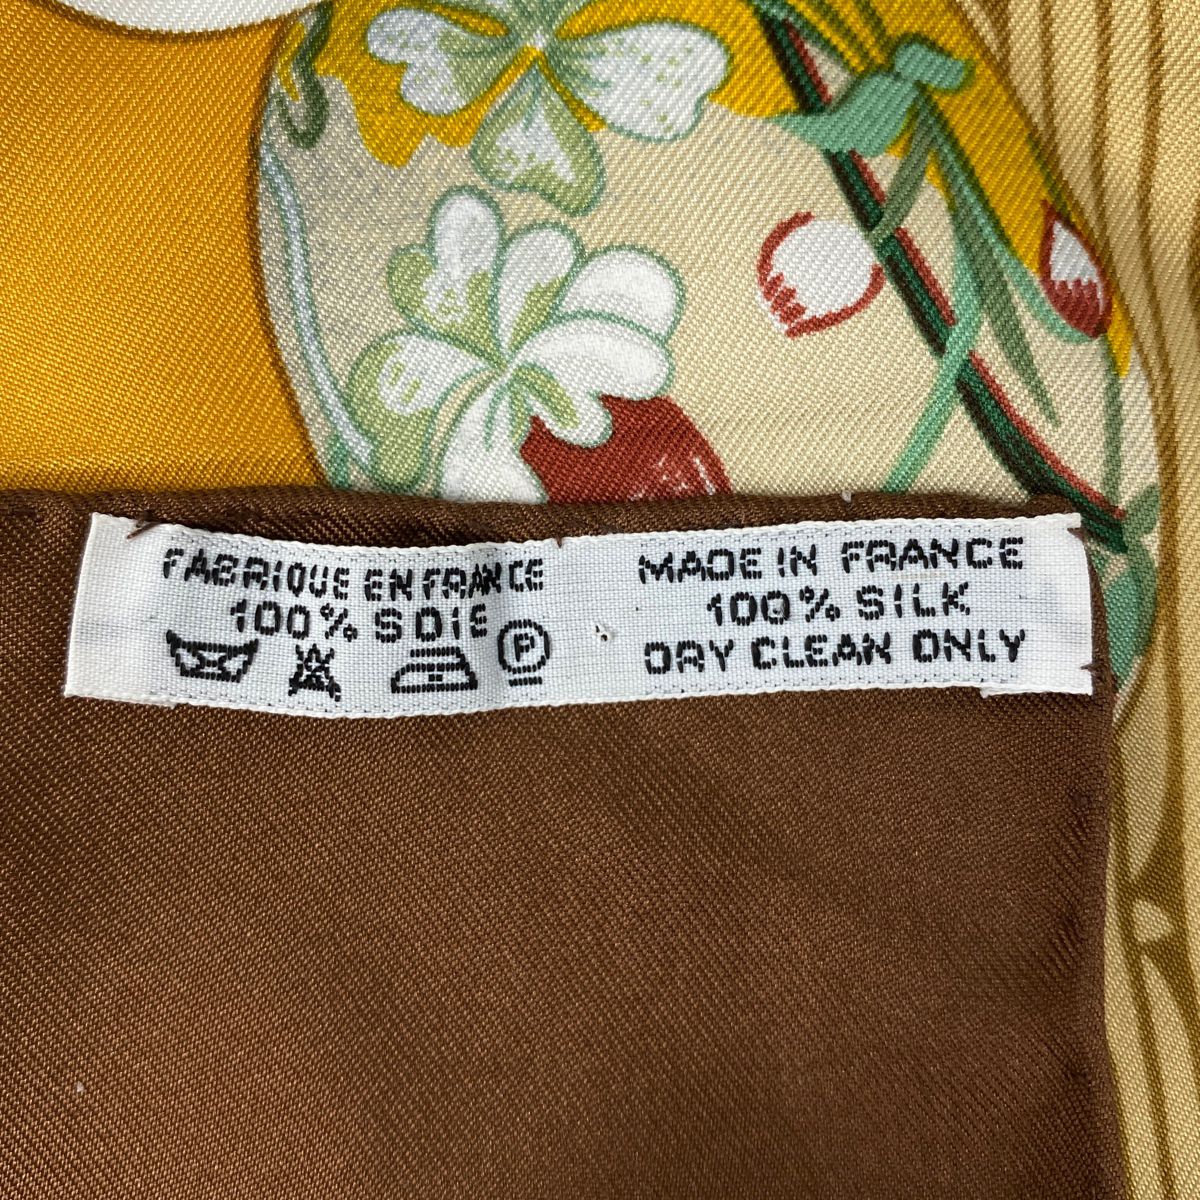 FABRIQUE EN FRANCE
100% SOIE
P
MADE IN FRANCE
100% SILK
DRY CLEAN ONLY